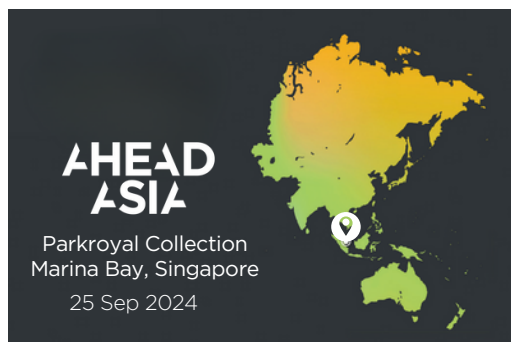 AHEAD
ASIA
Parkroyal Collection
Marina Bay, Singapore
25 Sep 2024